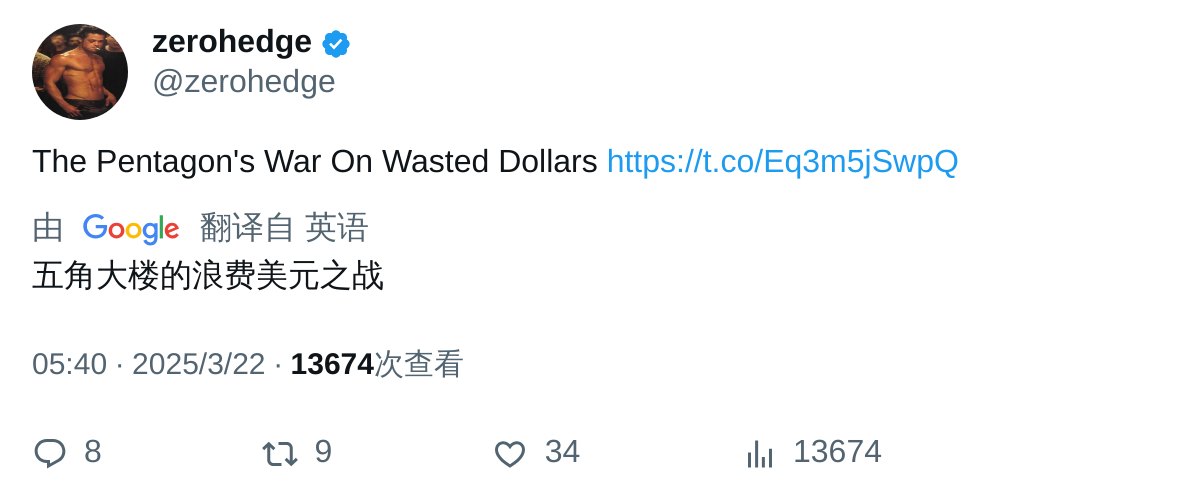 zerohedge
@zerohedge
The Pentagon's War On Wasted Dollars https://t.co/Eq3m5jSwpQ
由 Google 翻译自 英语
五角大楼的浪费美元之战
05:40 · 2025/3/22 · 13674次查看
8 9 34 13674